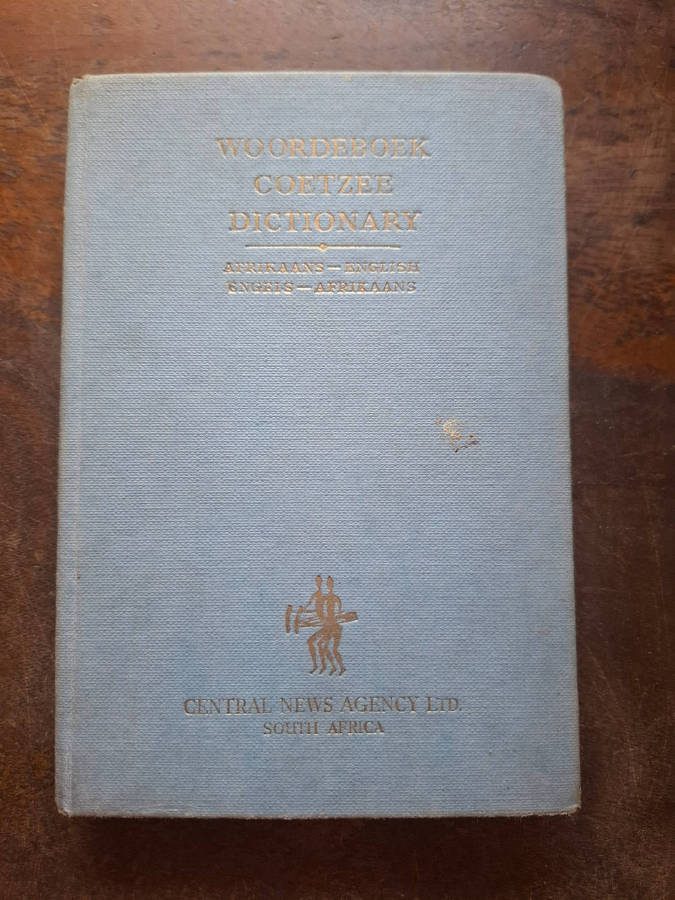 WOORDEBOEK
COETZEE
DICTIONARY
AFRIKAANS—ENGLISH
ENGELS—AFRIKAANS
CENTRAL NEWS AGENCY LTD.
SOUTH AFRICA